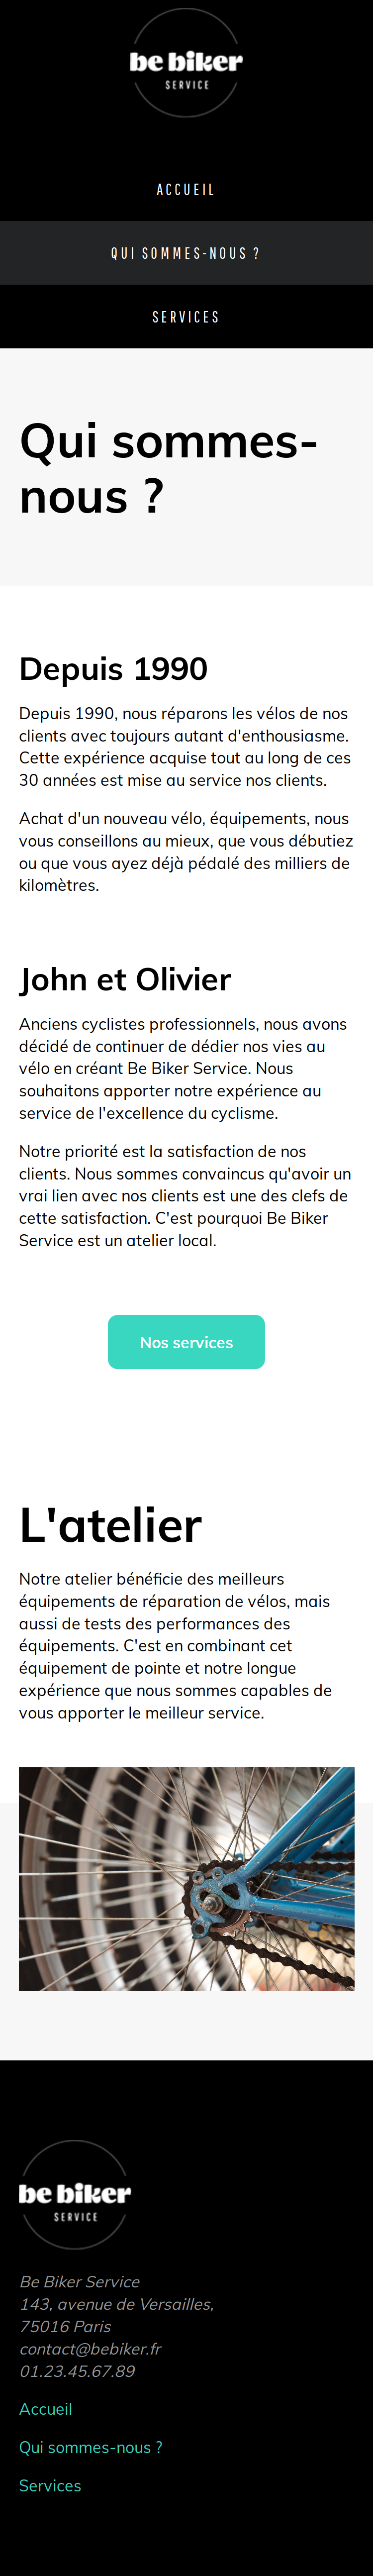 be biker
SERVICE
ACCUEIL
QUI SOMMES-NOUS ?
SERVICES
Qui sommes-
nous ?
Depuis 1990
Depuis 1990, nous réparons les vélos de nos
clients avec toujours autant d'enthousiasme.
Cette expérience acquise tout au long de ces
30 années est mise au service nos clients.
Achat d'un nouveau vélo, équipements, nous
vous conseillons au mieux, que vous débutiez
ou que vous ayez déjà pédalé des milliers de
kilomètres.
John et Olivier
Anciens cyclistes professionnels, nous avons
décidé de continuer de dédier nos vies au
vélo en créant Be Biker Service. Nous
souhaitons apporter notre expérience au
service de l'excellence du cyclisme.
Notre priorité est la satisfaction de nos
clients. Nous sommes convaincus qu'avoir un
vrai lien avec nos clients est une des clefs de
cette satisfaction. C'est pourquoi Be Biker
Service est un atelier local.
Nos services
L'atelier
Notre atelier bénéficie des meilleurs
équipements de réparation de vélos, mais
aussi de tests des performances des
équipements. C'est en combinant cet
équipement de pointe et notre longue
expérience que nous sommes capables de
vous apporter le meilleur service.
be biker
SERVICE
Be Biker Service
143, avenue de Versailles,
75016 Paris
contact@bebiker.fr
01.23.45.67.89
Accueil
Qui sommes-nous ?
Services